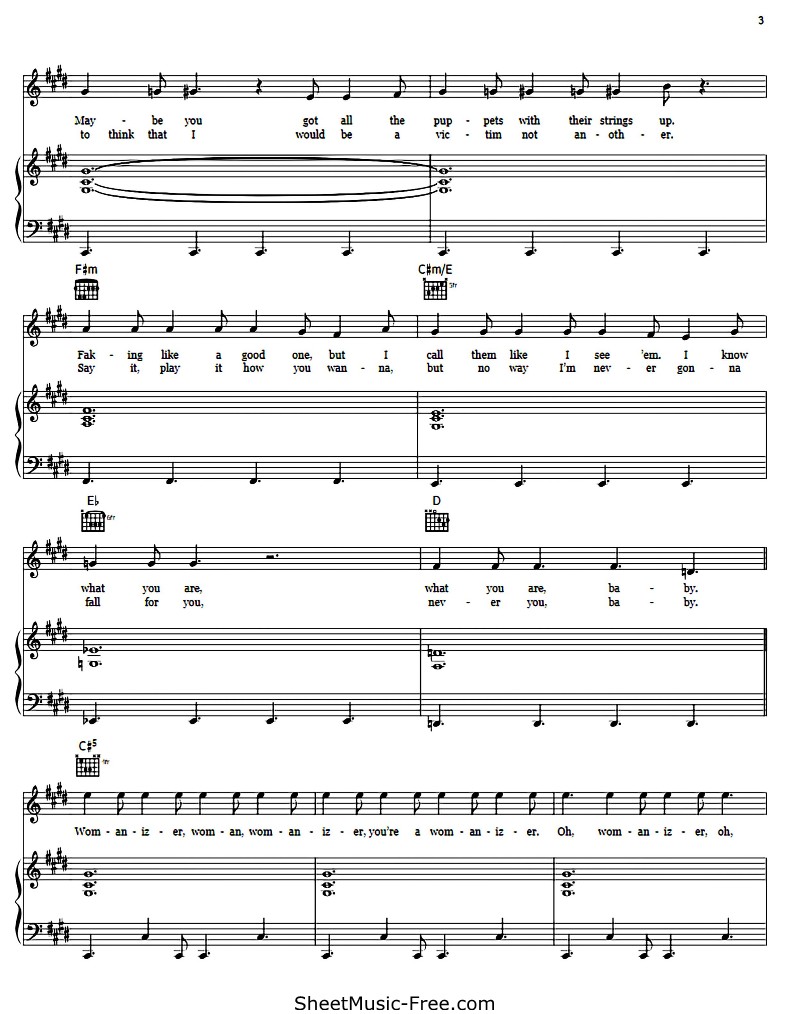 3
May - be you got all the pup - pets with their strings up.
to think that I would be a vic - tim not an - oth - er.
F♯m C♯m/E
5fr
Fak - ing like a good one, but I call them like I see 'em. I know
Say it, play it how you wan - na, but no way I'm nev - er gon - na
E♭ D
6fr
what you are, what you are, ba - by.
fall for you, nev - er you, ba - by.
C♯5
4fr
Wom - an - iz - er, wom - an, wom - an - iz - er, you're a wom - an - iz - er. Oh, wom - an - iz - er, oh,
SheetMusic-Free.com